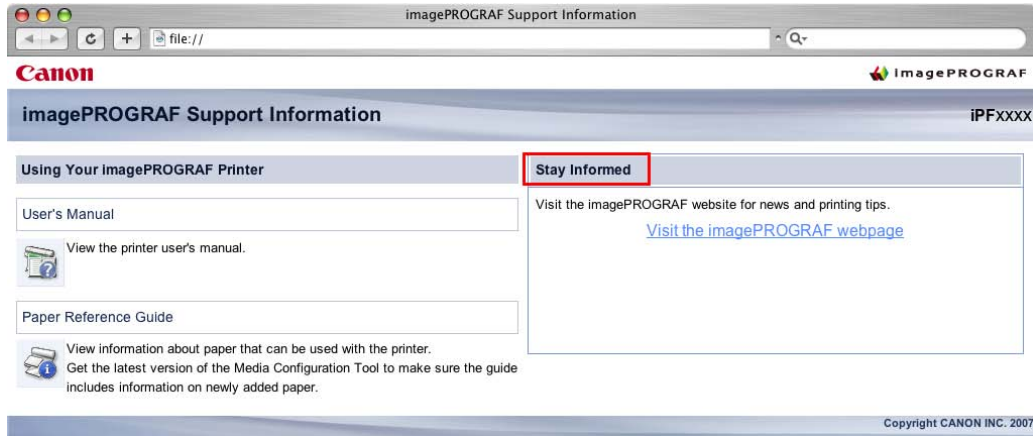 imagePROGRAF Support Information
file://
Q
Canon
imagePROGRAF
imagePROGRAF Support Information
iPFxxxx
Using Your imagePROGRAF Printer
User's Manual
View the printer user's manual.
Paper Reference Guide
View information about paper that can be used with the printer.
Get the latest version of the Media Configuration Tool to make sure the guide
includes information on newly added paper.
Stay Informed
Visit the imagePROGRAF website for news and printing tips.
Visit the imagePROGRAF webpage
Copyright CANON INC. 2007